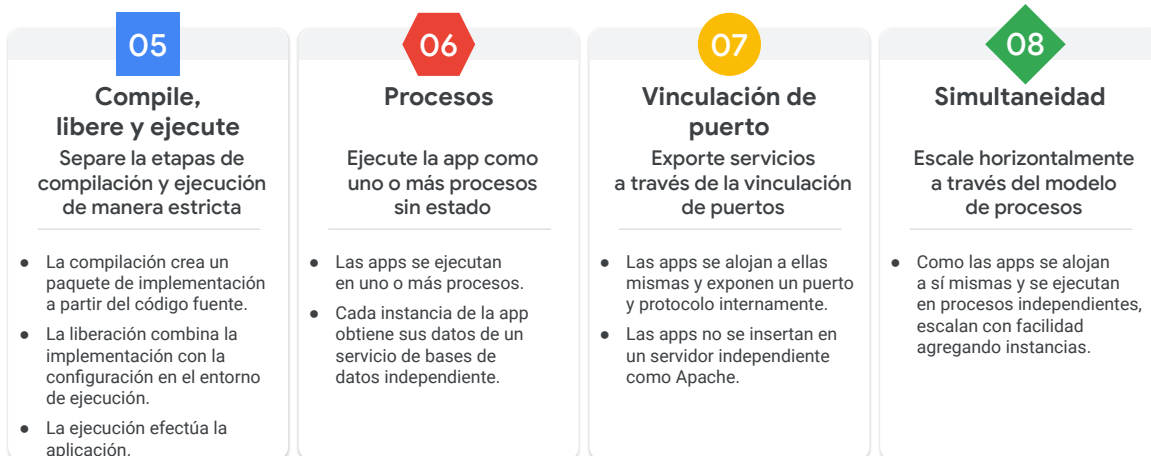 05
Compile,
libere y ejecute
Separe la etapas de
compilación y ejecución
de manera estricta
● La compilación crea un
paquete de implementación
a partir del código fuente.
● La liberación combina la
implementación con la
configuración en el entorno
de ejecución.
● La ejecución efectúa la
aplicación.
06
Procesos
Ejecute la app como
uno o más procesos
sin estado
● Las apps se ejecutan
en uno o más procesos.
● Cada instancia de la app
obtiene sus datos de un
servicio de bases de
datos independiente.
07
Vinculación de
puerto
Exporte servicios
a través de la vinculación
de puertos
● Las apps se alojan a ellas
mismas y exponen un puerto
y protocolo internamente.
● Las apps no se insertan en
un servidor independiente
como Apache.
08
Simultaneidad
Escale horizontalmente
a través del modelo
de procesos
● Como las apps se alojan
a sí mismas y se ejecutan
en procesos independientes,
escalan con facilidad
agregando instancias.